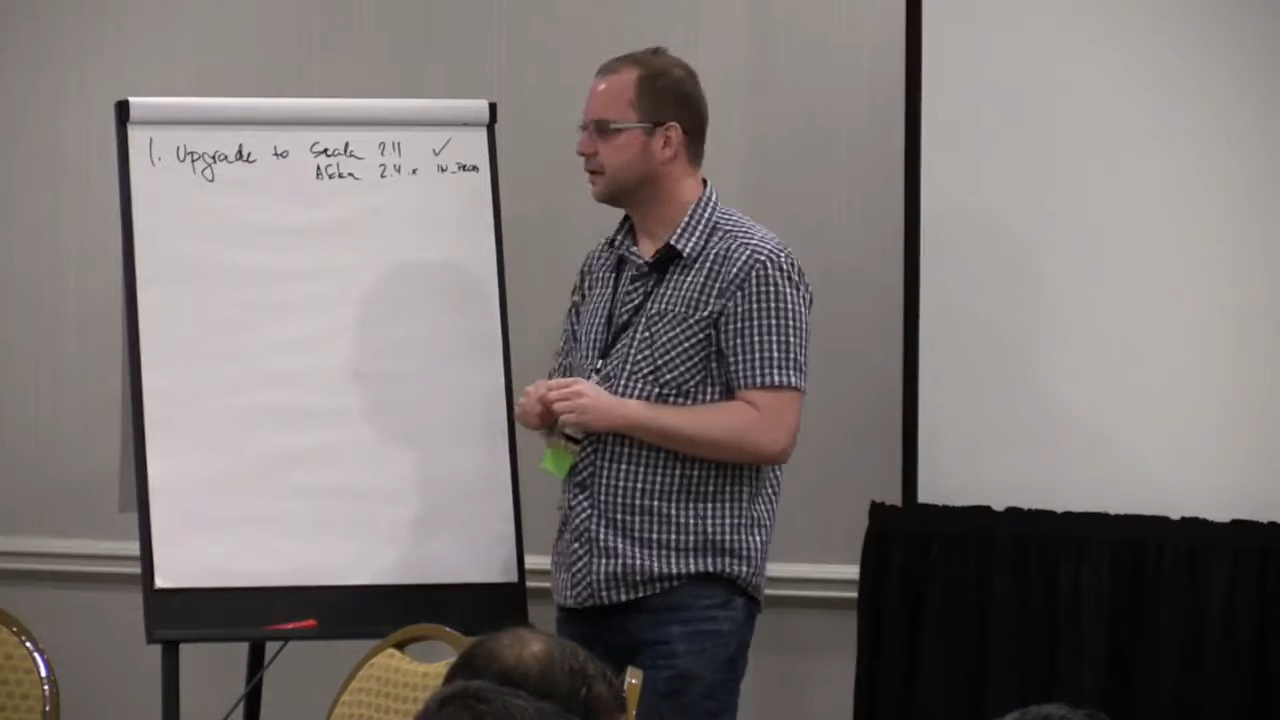 1. Upgrade to Scala 2.11 ✓
Akka 2.4.x IN_PROG